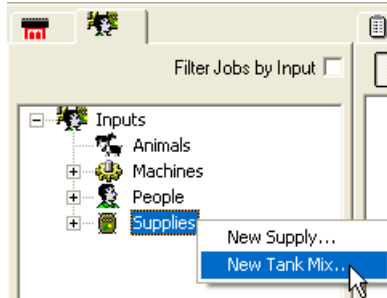 Filter Jobs by Input
Inputs
Animals
Machines
People
Supplies
New Supply...
New Tank Mix...